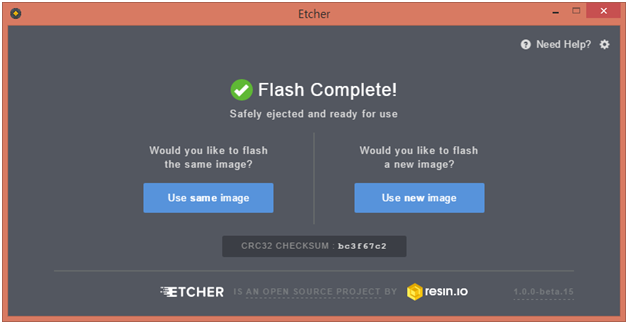 Etcher
Need Help?
Flash Complete!
Safely ejected and ready for use
Would you like to flash
the same image?
Use same image
Would you like to flash
a new image?
Use new image
CRC32 CHECKSUM : bc3f67c2
ETCHER IS AN OPEN SOURCE PROJECT BY resin.io 1.0.0-beta.15